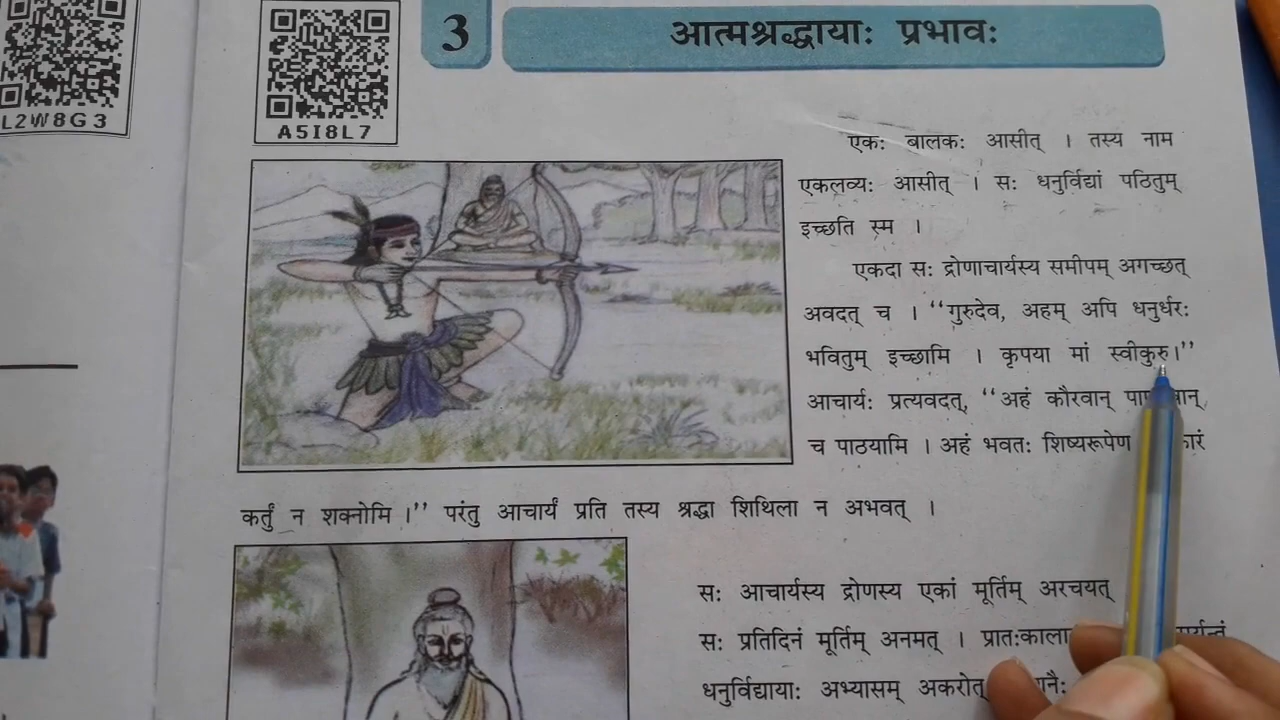 L2W8G3
A5I8L7
3
आत्मश्रद्धायाः प्रभावः
एकः बालकः आसीत् । तस्य नाम
एकलव्यः आसीत् । सः धनुर्विद्यां पठितुम्
इच्छति स्म ।
एकदा सः द्रोणाचार्यस्य समीपम् अगच्छत्
अवदत् च । “गुरुदेव, अहम् अपि धनुर्धरः
भवितुम् इच्छामि । कृपया मां स्वीकुरु।”
आचार्यः प्रत्यवदत्, “अहं कौरवान्
च पाठयामि । अहं भवतः शिष्यरूपेण
कर्तुं न शक्नोमि ।” परंतु आचार्यं प्रति तस्य श्रद्धा शिथिला न अभवत् ।
सः आचार्यस्य द्रोणस्य एकां मूर्तिम् अरचयत्
सः प्रतिदिनं मूर्तिम् अनमत् ।
धनुर्विद्यायाः अभ्यासम् अकरोत्